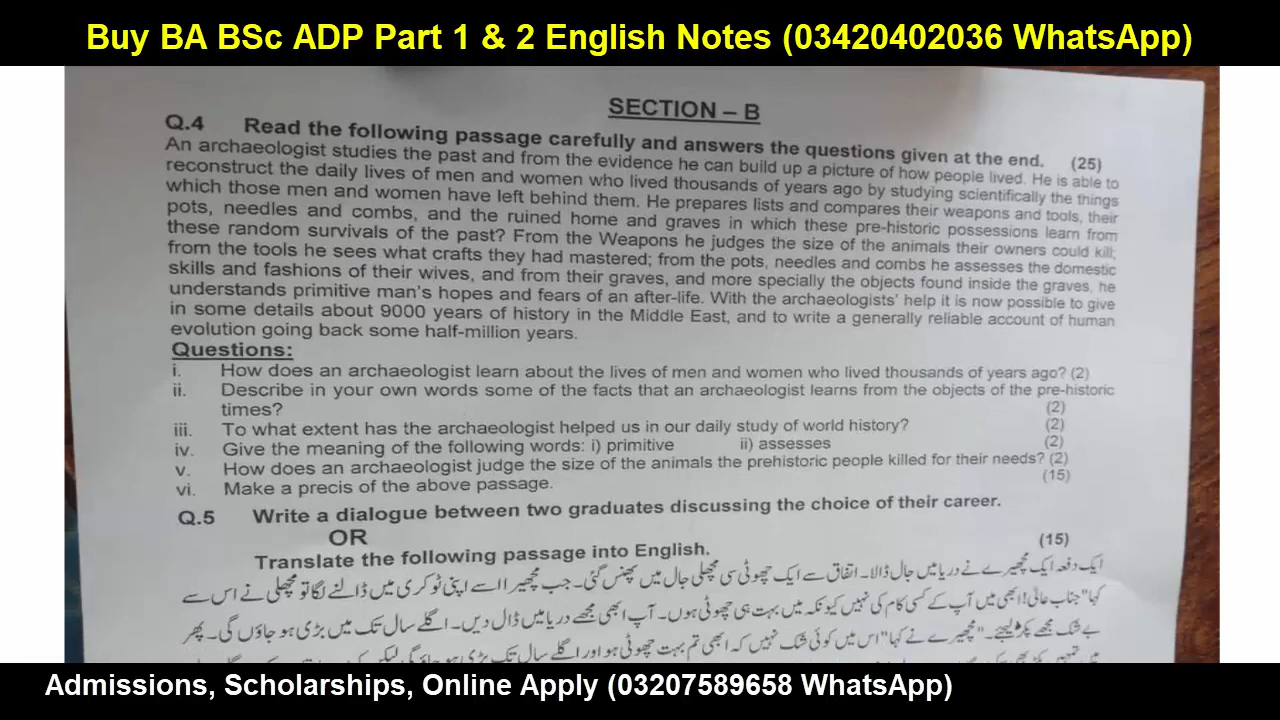 Buy BA BSc ADP Part 1 & 2 English Notes (03420402036 WhatsApp)
SECTION – B
Q.4 Read the following passage carefully and answers the questions given at the end. (25)
An archaeologist studies the past and from the evidence he can build up a picture of how people lived. He is able to
reconstruct the daily lives of men and women who lived thousands of years ago by studying scientifically the things
which those men and women have left behind them. He prepares lists and compares their weapons and tools, their
pots, needles and combs, and the ruined home and graves in which these pre-historic possessions learn from
these random survivals of the past? From the Weapons he judges the size of the animals their owners could kill;
from the tools he sees what crafts they had mastered; from the pots, needles and combs he assesses the domestic
skills and fashions of their wives, and from their graves, and more specially the objects found inside the graves, he
understands primitive man's hopes and fears of an after-life. With the archaeologists' help it is now possible to give
in some details about 9000 years of history in the Middle East, and to write a generally reliable account of human
evolution going back some half-million years.
Questions:
i. How does an archaeologist learn about the lives of men and women who lived thousands of years ago? (2)
ii. Describe in your own words some of the facts that an archaeologist learns from the objects of the pre-historic
times? (2)
iii. To what extent has the archaeologist helped us in our daily study of world history? (2)
iv. Give the meaning of the following words: i) primitive ii) assesses (2)
v. How does an archaeologist judge the size of the animals the prehistoric people killed for their needs? (2)
vi. Make a precis of the above passage. (15)
Q.5 Write a dialogue between two graduates discussing the choice of their career.
OR
Translate the following passage into English. (15)
ایک دفعہ ایک مچھیرے نے دریا میں جال ڈالا۔ اتفاق سے ایک چھوٹی سی مچھلی جال میں پھنس گئی۔ جب مچھیرا اسے اپنی ٹوکری میں ڈالنے لگا تو مچھلی نے اس سے
کہا "جناب عالی! ابھی میں آپ کے کسی کام کی نہیں کیونکہ میں بہت ہی چھوٹی ہوں۔ آپ ابھی مجھے دریا میں ڈال دیں۔ اگلے سال تک میں بڑی ہو جاؤں گی۔ پھر
بے شک مجھے پکڑ لیجئے۔" مچھیرے نے کہا "اس میں کوئی شک نہیں کہ ابھی تم بہت چھوٹی ہو اور اگلے سال تک بڑی ہو جاؤ گی لیکن
Admissions, Scholarships, Online Apply (03207589658 WhatsApp)